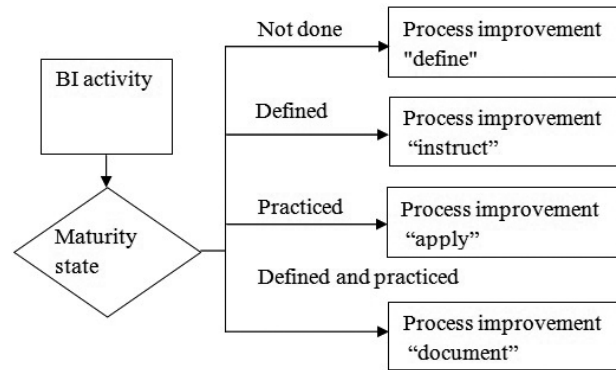 BI activity
Maturity
state
Not done
Process improvement
"define"
Defined
Process improvement
“instruct”
Practiced
Process improvement
“apply”
Defined and practiced
Process improvement
“document”